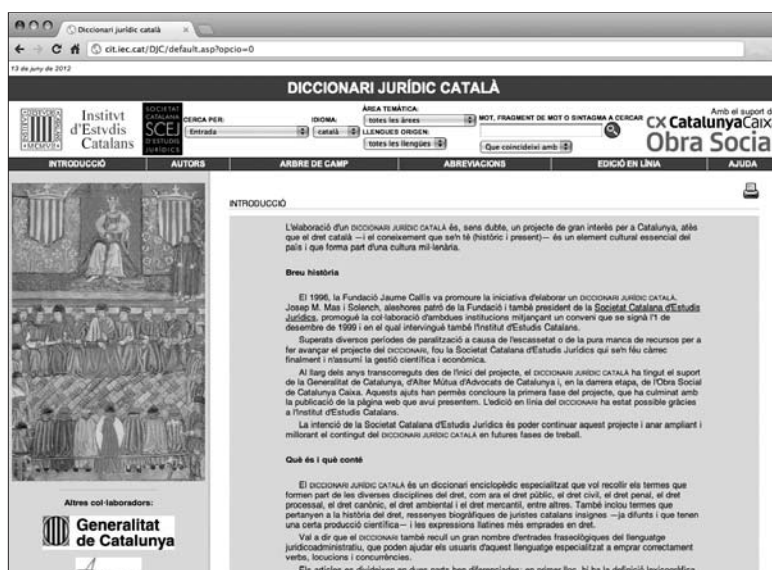 Diccionari jurídic català
cit.iec.cat/DJC/default.asp?opcio=0
13 de juny de 2012
DICCIONARI JURÍDIC CATALÀ
Institvt
d'Estvdis
Catalans
SOCIETAT
CATALANA
SCEJ
D'ESTUDIS
JURÍDICS
CERCA PER:
Entrada
IDIOMA:
català
ÀREA TEMÀTICA:
totes les àrees
LLENGUES ORIGEN:
totes les llengües
MOT, FRAGMENT DE MOT O SINTAGMA A CERCAR
Que coincideixi amb
Amb el suport d
CX CatalunyaCaix
Obra Socia
INTRODUCCIÓ AUTORS ARBRE DE CAMP ABREVIACIONS EDICIÓ EN LÍNIA AJUDA
INTRODUCCIÓ
L'elaboració d'un DICCIONARI JURÍDIC CATALÀ és, sens dubte, un projecte de gran interès per a Catalunya, atès
que el dret català —i el coneixement que se'n té (històric i present)— és un element cultural essencial del
país i que forma part d'una cultura mil·lenària.
Breu història
El 1996, la Fundació Jaume Callís va promoure la iniciativa d'elaborar un DICCIONARI JURÍDIC CATALÀ.
Josep M. Mas i Solench, aleshores patró de la Fundació i també president de la Societat Catalana d'Estudis
Jurídics, promogué la col·laboració d'ambdues institucions mitjançant un conveni que se signà l'1 de
desembre de 1999 i en el qual intervingué també l'Institut d'Estudis Catalans.
Superats diversos períodes de paralització a causa de l'escassetat o de la pura manca de recursos per a
fer avançar el projecte del DICCIONARI, fou la Societat Catalana d'Estudis Jurídics qui se'n féu càrrec
finalment i n'assumí la gestió científica i econòmica.
Al llarg dels anys transcorreguts des de l'inici del projecte, el DICCIONARI JURÍDIC CATALÀ ha tingut el suport
de la Generalitat de Catalunya, d'Alter Mútua d'Advocats de Catalunya i, en la darrera etapa, de l'Obra Social
de Catalunya Caixa. Aquests ajuts han permès concloure la primera fase del projecte, que ha culminat amb
la publicació de la pàgina web que avui presentem. L'edició en línia del DICCIONARI ha estat possible gràcies
a l'Institut d'Estudis Catalans.
La intenció de la Societat Catalana d'Estudis Jurídics és poder continuar aquest projecte i anar ampliant i
millorant el contingut del DICCIONARI JURÍDIC CATALÀ en futures fases de treball.
Què és i què conté
El DICCIONARI JURÍDIC CATALÀ és un diccionari enciclopèdic especialitzat que vol recollir els termes que
formen part de les diverses disciplines del dret, com ara el dret públic, el dret civil, el dret penal, el dret
processal, el dret canònic, el dret ambiental i el dret mercantil, entre altres. També inclou termes que
pertanyen a la història del dret, ressenyes biogràfiques de juristes catalans insignes —ja difunts i que tenen
una certa producció científica— i les expressions llatines més emprades en dret.
Val a dir que el DICCIONARI també recull un gran nombre d'entrades fraseològiques del llenguatge
juridicoadministratiu, que poden ajudar els usuaris d'aquest llenguatge especialitzat a emprar correctament
verbs, locucions i concurrències.
Altres col·laboradors:
Generalitat
de Catalunya